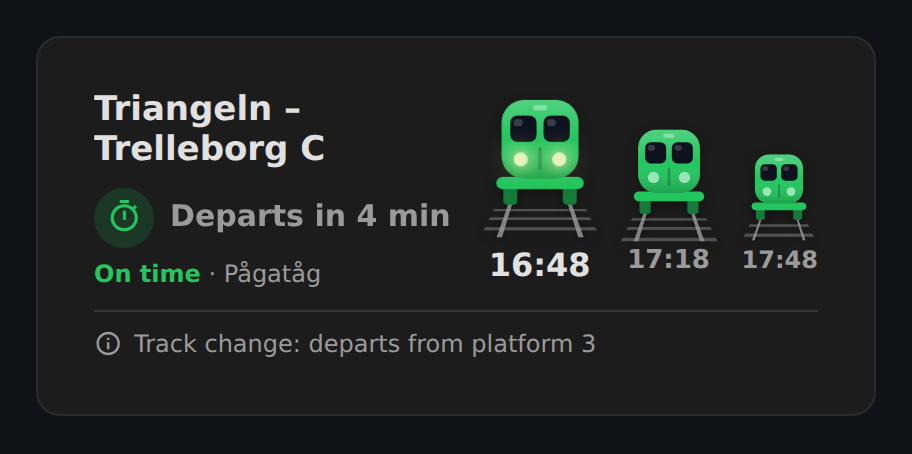 Triangeln –
Trelleborg C
Departs in 4 min
On time · Pågatåg
16:48
17:18
17:48
Track change: departs from platform 3